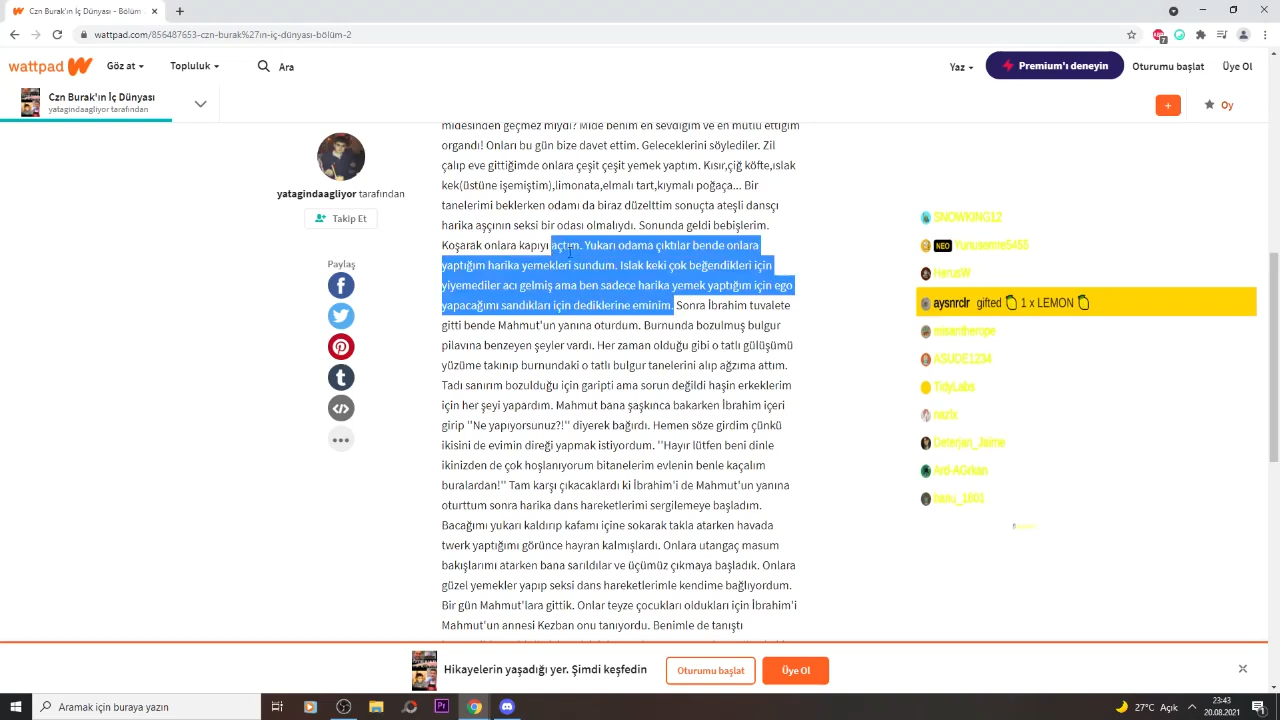 Czn Burak'ın İç Dünyası - Bölüm
wattpad.com/856487653-czn-burak%27ın-iç-dünyası-bölüm-2
wattpad
Göz at
Topluluk
Ara
Yaz
Premium'ı deneyin
Oturumu başlat
Üye Ol
Czn Burak'ın İç Dünyası
yatagindaagliyor tarafından
+
Oy
yatagindaagliyor tarafından
Takip Et
Paylaş
midesinden geçmez miydi? Mide benim en sevdiğim ve en mutlu ettiğim
organdı! Onları bu gün bize davet ettim. Geleceklerini söylediler. Zil
çalıp eve gittiğimde onlara çeşit çeşit yemek yaptım. Kısır,çiğ köfte,ıslak
kek(üstüne işemiştim),limonata,elmalı tart,kıymalı poğaça... Bir
tanelerimi beklerken odamı da biraz düzelttim sonuçta ateşli dansçı
harika aşçının seksi bir odası olmalıydı. Sonunda geldi bebişlerim.
Koşarak onlara kapıyı açtım. Yukarı odama çıktılar bende onlara
yaptığım harika yemekleri sundum. Islak keki çok beğendikleri için
yiyemediler acı gelmiş ama ben sadece harika yemek yaptığım için ego
yapacağımı sandıkları için dediklerine eminim. Sonra İbrahim tuvalete
gitti bende Mahmut'un yanına oturdum. Burnunda bozulmuş bulgur
pilavına benzeyen şeyler vardı. Her zaman olduğu gibi o tatlı gülüşümü
yüzüme takınıp burnundaki o tatlı bulgur tanelerini alıp ağzıma attım.
Tadı sanırım bozulduğu için garipti ama sorun değildi haşin erkeklerim
için her şeyi yapardım. Mahmut bana şaşkınca bakarken İbrahim içeri
girip ''Ne yapıyorsunuz?!'' diyerek bağırdı. Hemen söze girdim çünkü
ikisini de evimin direği yapmak istiyordum. ''Hayır lütfen beni dinle
ikinizden de çok hoşlanıyorum bitanelerim evlenin benle kaçalım
buralardan!'' Tam karşı çıkacaklardı ki İbrahim'i de Mahmut'un yanına
oturttum sonra harika dans hareketlerimi sergilemeye başladım.
Bacağımı yukarı kaldırıp kafamı içine sokarak takla atarken havada
twerk yaptığımı görünce hayran kalmışlardı. Onlara utangaç masum
bakışlarımı atarken bana sarıldılar ve üçümüz çıkmaya başladık. Onlara
güzel yemekler yapıp seksi dans hareketlerimle kendime bağlıyordum.
Bir gün Mahmut'lara gittik. Onlar teyze çocukları oldukları için İbrahim'i
Mahmut'un annesi Kezban onu tanıyordu. Benimle de tanıştı
SNOWKING12
NEO Yunusemre5455
HerusW
aysnrclr gifted 1 x LEMON
misantherope
ASUDE1234
TidyLabs
nazlx
Deterjan_Jaime
Ard-AGrkan
hanu_1801
Hikayelerin yaşadığı yer. Şimdi keşfedin
Oturumu başlat
Üye Ol
Aramak için buraya yazın
27°C Açık
23:43
20.08.2021